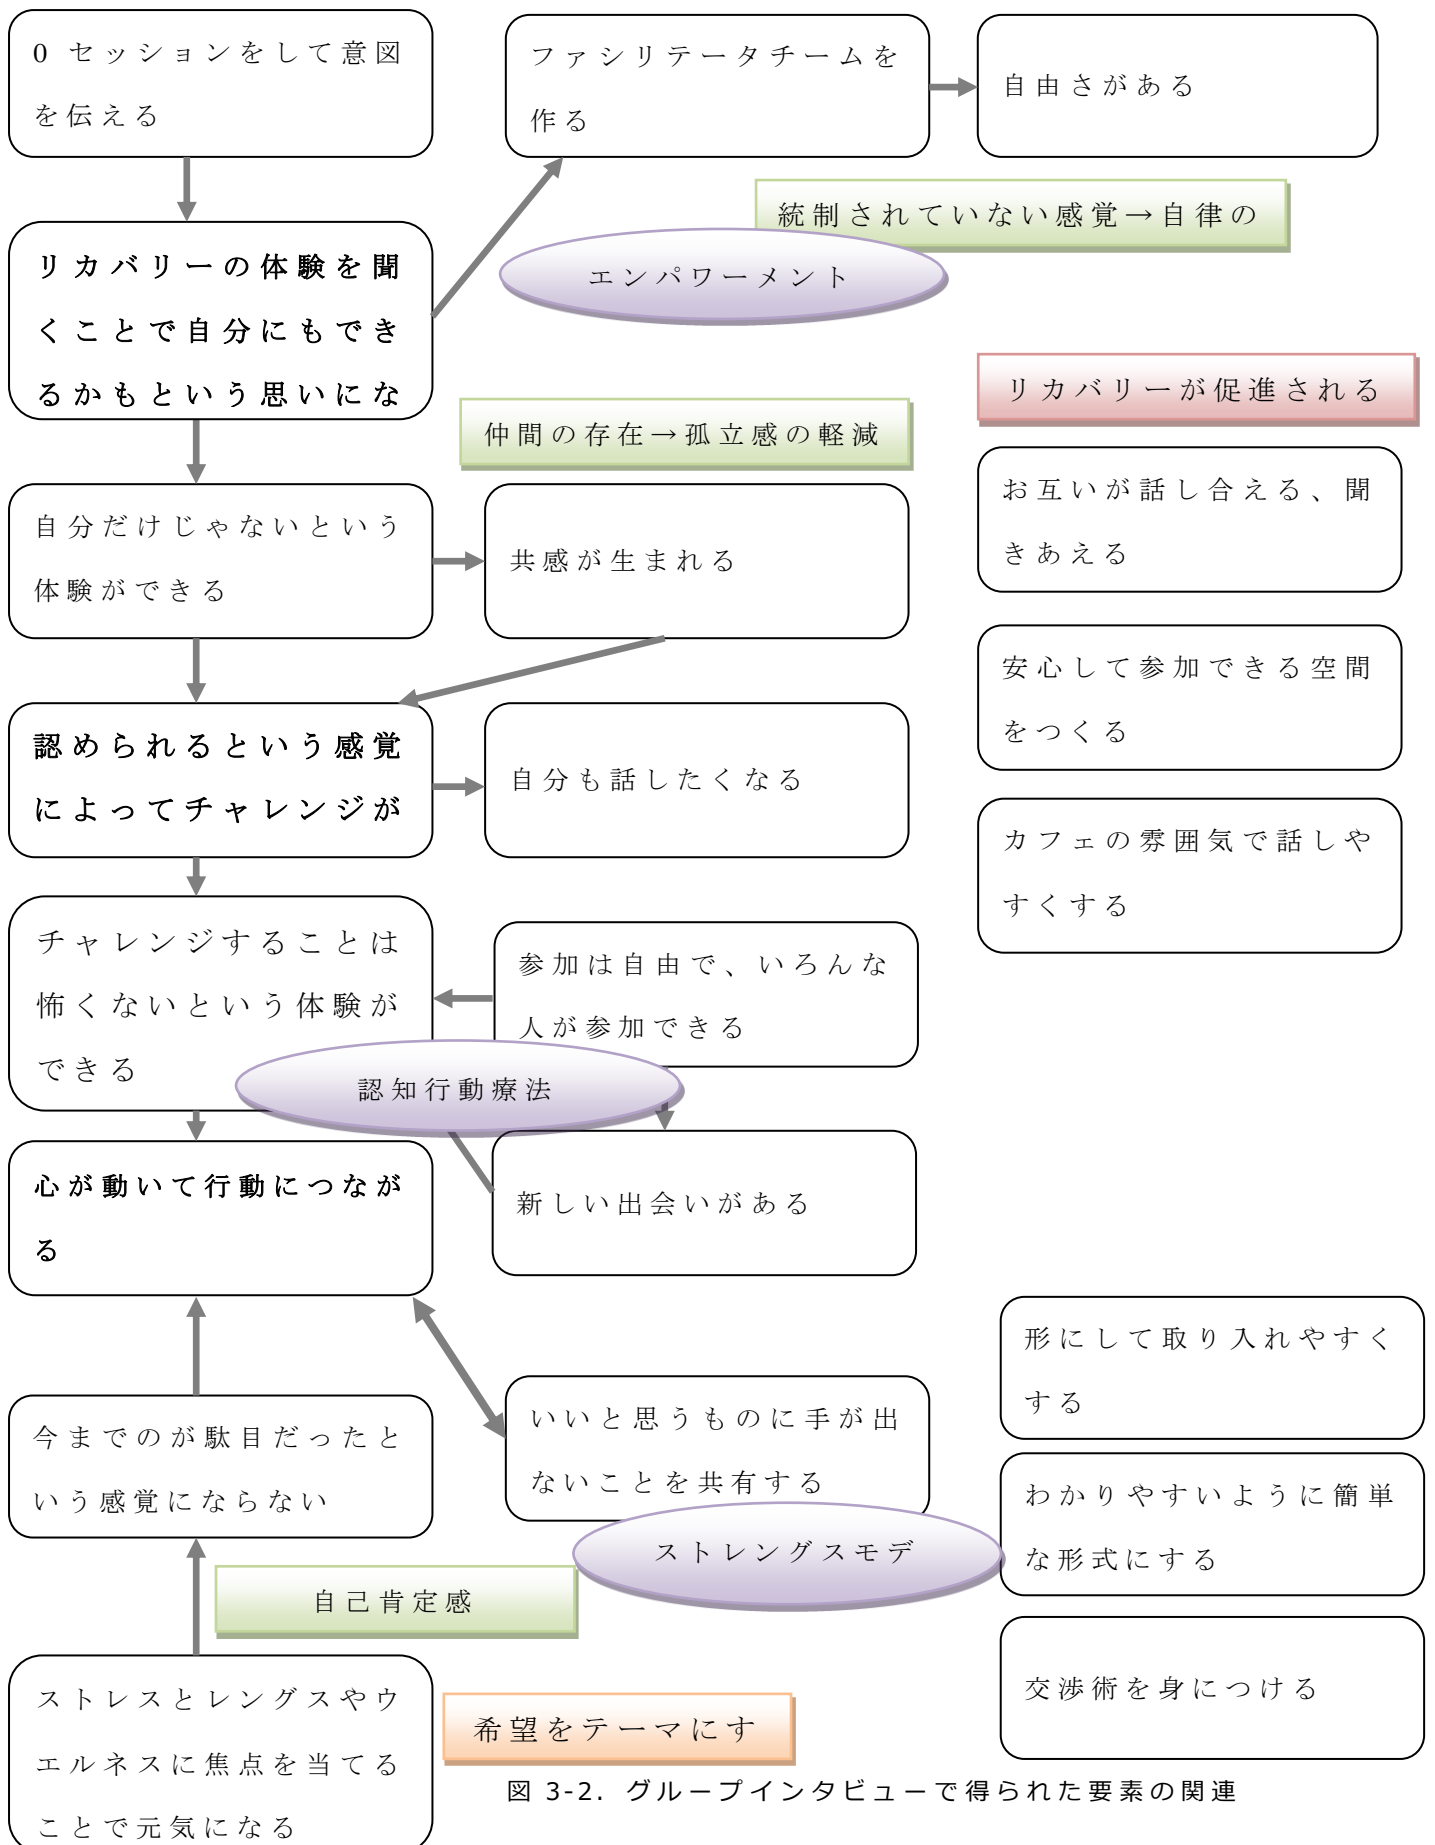 0 セッションをして意図
を伝える
ファシリテータチームを
作る
自由さがある
統制されていない感覚→自律の
エンパワーメント
リカバリーの体験を聞
くことで自分にもでき
るかもという思いにな
リカバリーが促進される
仲間の存在→孤立感の軽減
お互いが話し合える、聞
きあえる
自分だけじゃないという
体験ができる
共感が生まれる
安心して参加できる空間
をつくる
認められるという感覚
によってチャレンジが
自分も話したくなる
カフェの雰囲気で話しや
すくする
チャレンジすることは
怖くないという体験が
できる
参加は自由で、いろんな
人が参加できる
認知行動療法
心が動いて行動につなが
る
新しい出会いがある
形にして取り入れやすく
する
今までのが駄目だったと
いう感覚にならない
いいと思うものに手が出
ないことを共有する
わかりやすいように簡単
な形式にする
ストレングスモデ
自己肯定感
交渉術を身につける
ストレスとレングスやウ
エルネスに焦点を当てる
ことで元気になる
希望をテーマにす
図 3-2. グループインタビューで得られた要素の関連